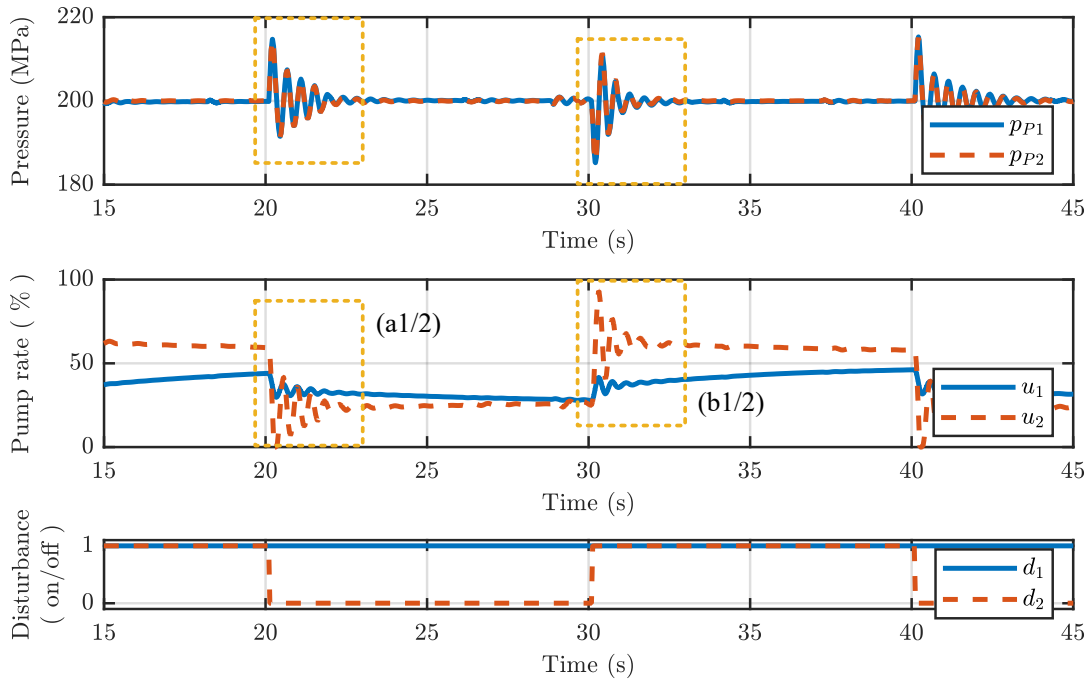 Pressure (MPa)
220
200
180
p_{P1}
p_{P2}
15 20 25 30 35 40 45
Time (s)
Pump rate ( % )
100
50
0
(a1/2)
(b1/2)
u_1
u_2
15 20 25 30 35 40 45
Time (s)
Disturbance
( on/off )
1
0
d_1
d_2
15 20 25 30 35 40 45
Time (s)